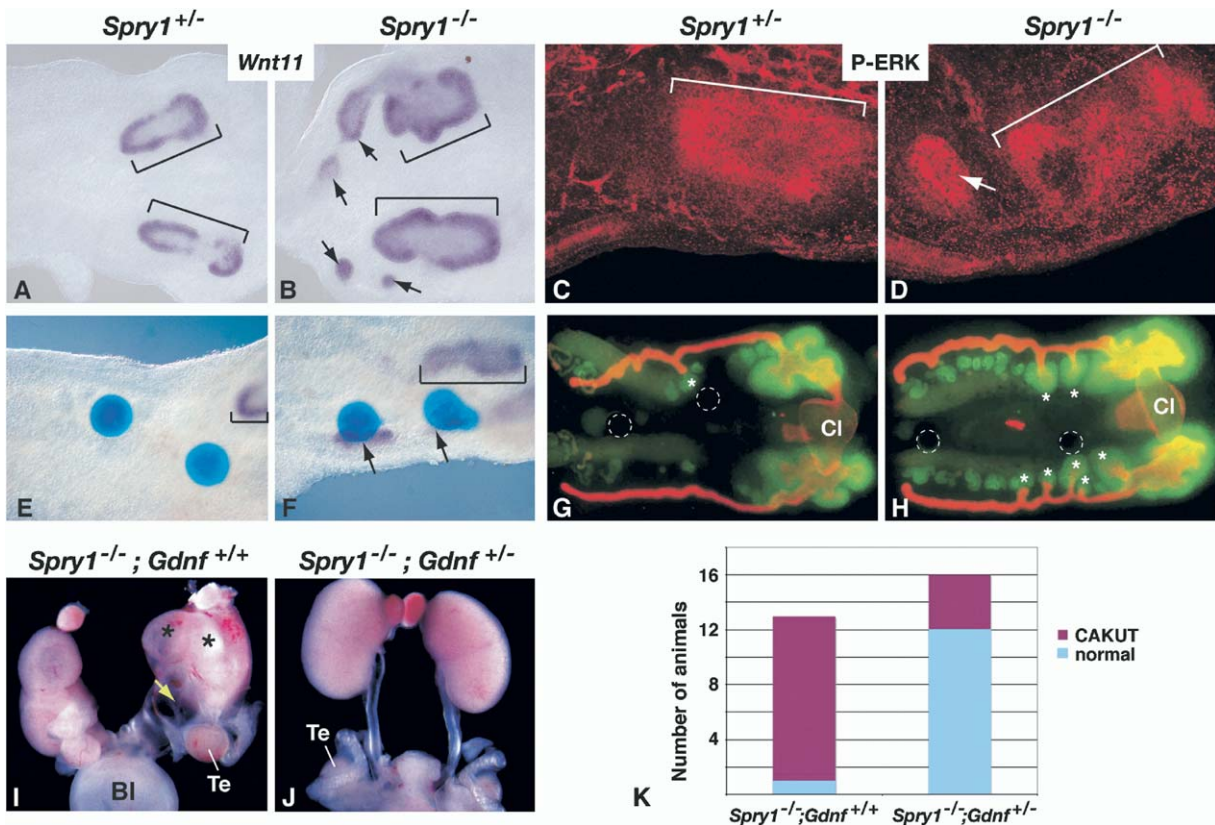 Spry1+/-
Spry1-/-
Spry1+/-
Spry1-/-
Wnt11
P-ERK
A
B
C
D
E
F
G
Cl
H
Cl
Spry1-/-; Gdnf+/+
Spry1-/-; Gdnf+/-
I
Bl
Te
J
Te
K
Number of animals
16
12
8
4
CAKUT
normal
Spry1-/-;Gdnf+/+
Spry1-/-;Gdnf+/-